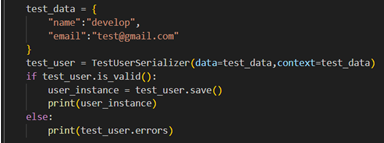 test_data = {
    "name":"develop",
    "email":"test@gmail.com"
}
test_user = TestUserSerializer(data=test_data,context=test_data)
if test_user.is_valid():
    user_instance = test_user.save()
    print(user_instance)
else:
    print(test_user.errors)